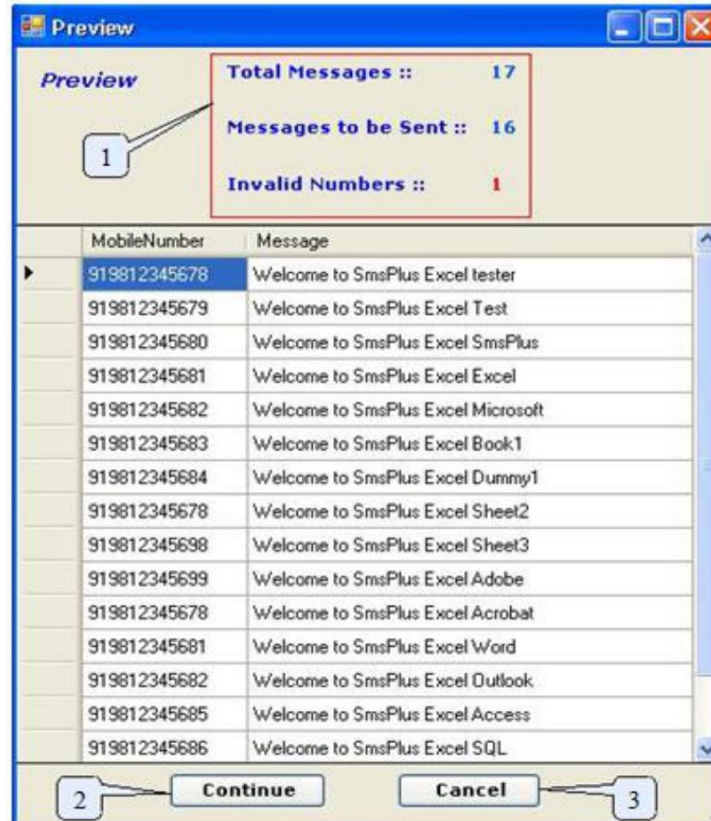 Preview
Preview
Total Messages :: 17
1
Messages to be Sent :: 16
Invalid Numbers :: 1
MobileNumber Message
919812345678 Welcome to SmsPlus Excel tester
919812345679 Welcome to SmsPlus Excel Test
919812345680 Welcome to SmsPlus Excel SmsPlus
919812345681 Welcome to SmsPlus Excel Excel
919812345682 Welcome to SmsPlus Excel Microsoft
919812345683 Welcome to SmsPlus Excel Book1
919812345684 Welcome to SmsPlus Excel Dummy1
919812345678 Welcome to SmsPlus Excel Sheet2
919812345698 Welcome to SmsPlus Excel Sheet3
919812345699 Welcome to SmsPlus Excel Adobe
919812345678 Welcome to SmsPlus Excel Acrobat
919812345681 Welcome to SmsPlus Excel Word
919812345682 Welcome to SmsPlus Excel Outlook
919812345685 Welcome to SmsPlus Excel Access
919812345686 Welcome to SmsPlus Excel SQL
2 Continue Cancel 3